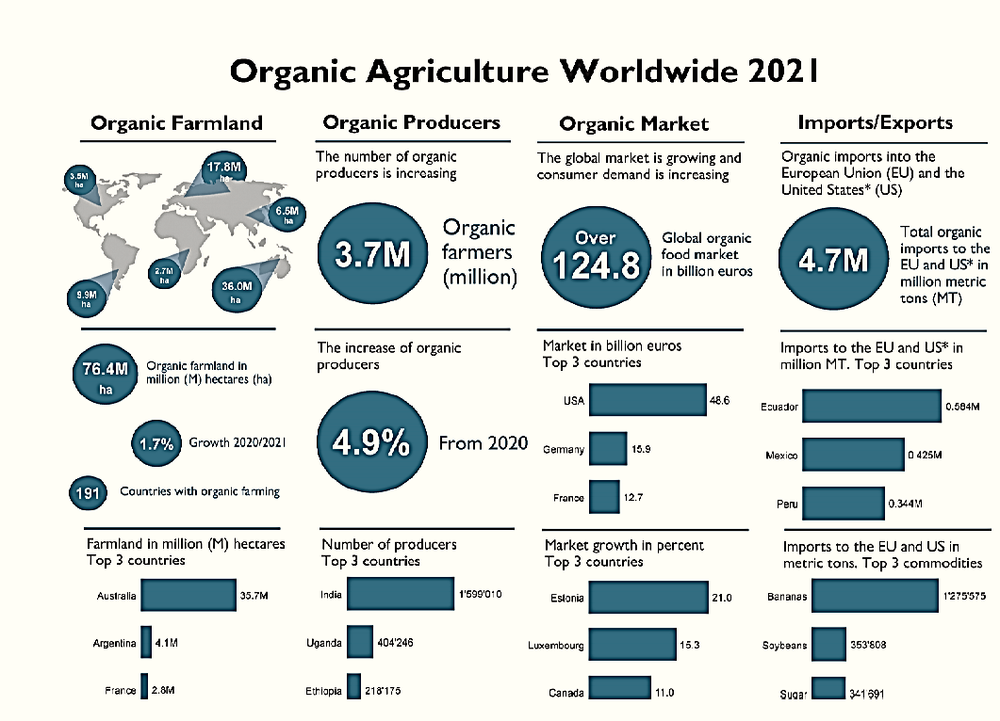 Organic Agriculture Worldwide 2021
Organic Farmland
3.5M
ha
17.8M
ha
6.5M
ha
2.7M
ha
9.9M
ha
36.0M
ha
76.4M
ha
Organic farmland in
million (M) hectares (ha)
1.7%
Growth 2020/2021
191
Countries with organic farming
Farmland in million (M) hectares
Top 3 countries
Australia 35.7M
Argentina 4.1M
France 2.8M
Organic Producers
The number of organic
producers is increasing
3.7M
Organic
farmers
(million)
The increase of organic
producers
4.9%
From 2020
Number of producers
Top 3 countries
India 1'599'010
Uganda 404'246
Ethiopia 218'175
Organic Market
The global market is growing and
consumer demand is increasing
Over
124.8
Global organic
food market
in billion euros
Market in billion euros
Top 3 countries
USA 48.6
Germany 15.9
France 12.7
Market growth in percent
Top 3 countries
Estonia 21.0
Luxembourg 15.3
Canada 11.0
Imports/Exports
Organic imports into the
European Union (EU) and the
United States* (US)
4.7M
Total organic
imports to the
EU and US* in
million metric
tons (MT)
Imports to the EU and US* in
million MT. Top 3 countries
Ecuador 0.564M
Mexico 0.425M
Peru 0.344M
Imports to the EU and US in
metric tons. Top 3 commodities
Bananas 1'275'575
Soybeans 353'808
Sugar 341'691